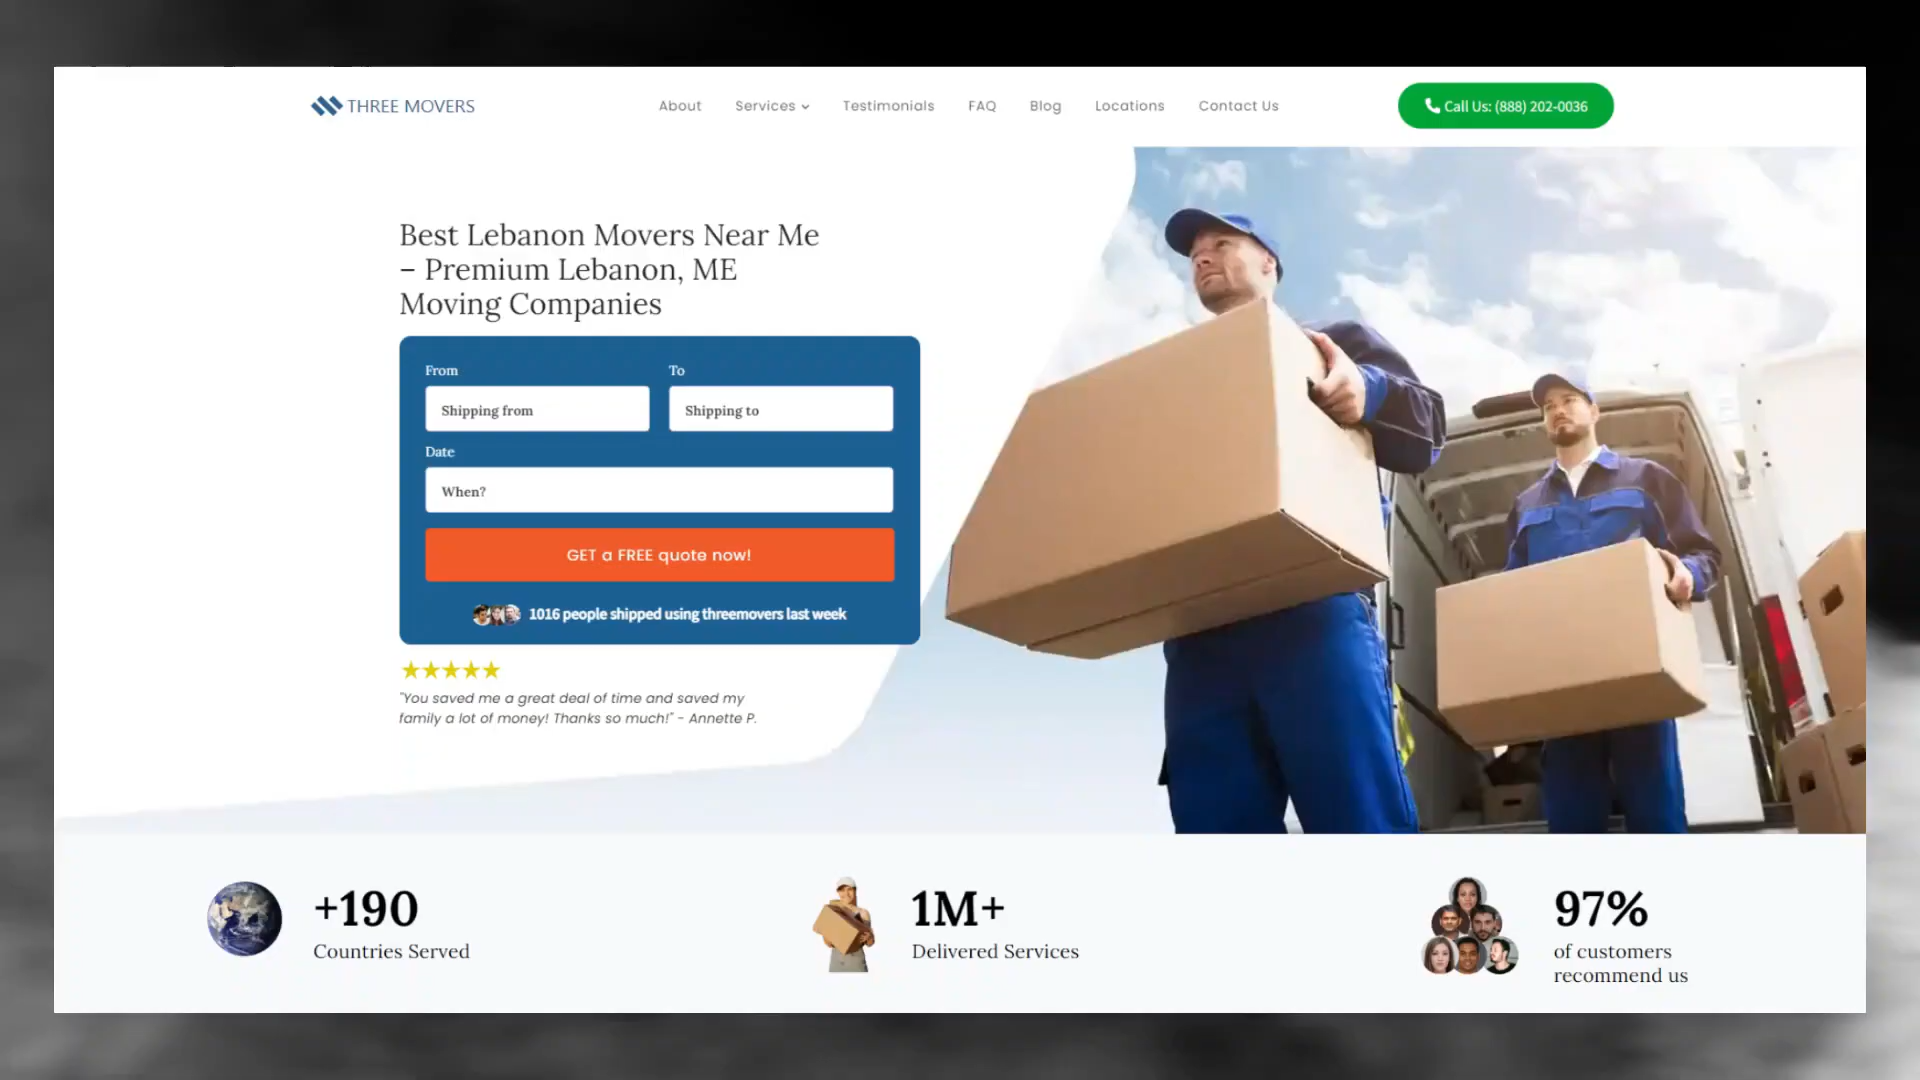 THREE MOVERS
About
Services
Testimonials
FAQ
Blog
Locations
Contact Us
Call Us: (888) 202-0036
Best Lebanon Movers Near Me
– Premium Lebanon, ME
Moving Companies
From
To
Shipping from
Shipping to
Date
When?
GET a FREE quote now!
1016 people shipped using threemovers last week
"You saved me a great deal of time and saved my
family a lot of money! Thanks so much!" - Annette P.
+190
Countries Served
1M+
Delivered Services
97%
of customers
recommend us